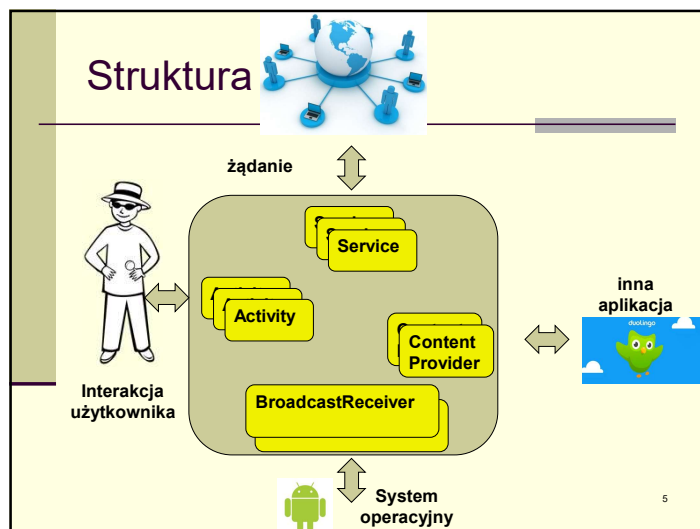 Struktura
żądanie
Service
Activity
Content
Provider
BroadcastReceiver
Interakcja
użytkownika
inna
aplikacja
duolingo
System
operacyjny
5